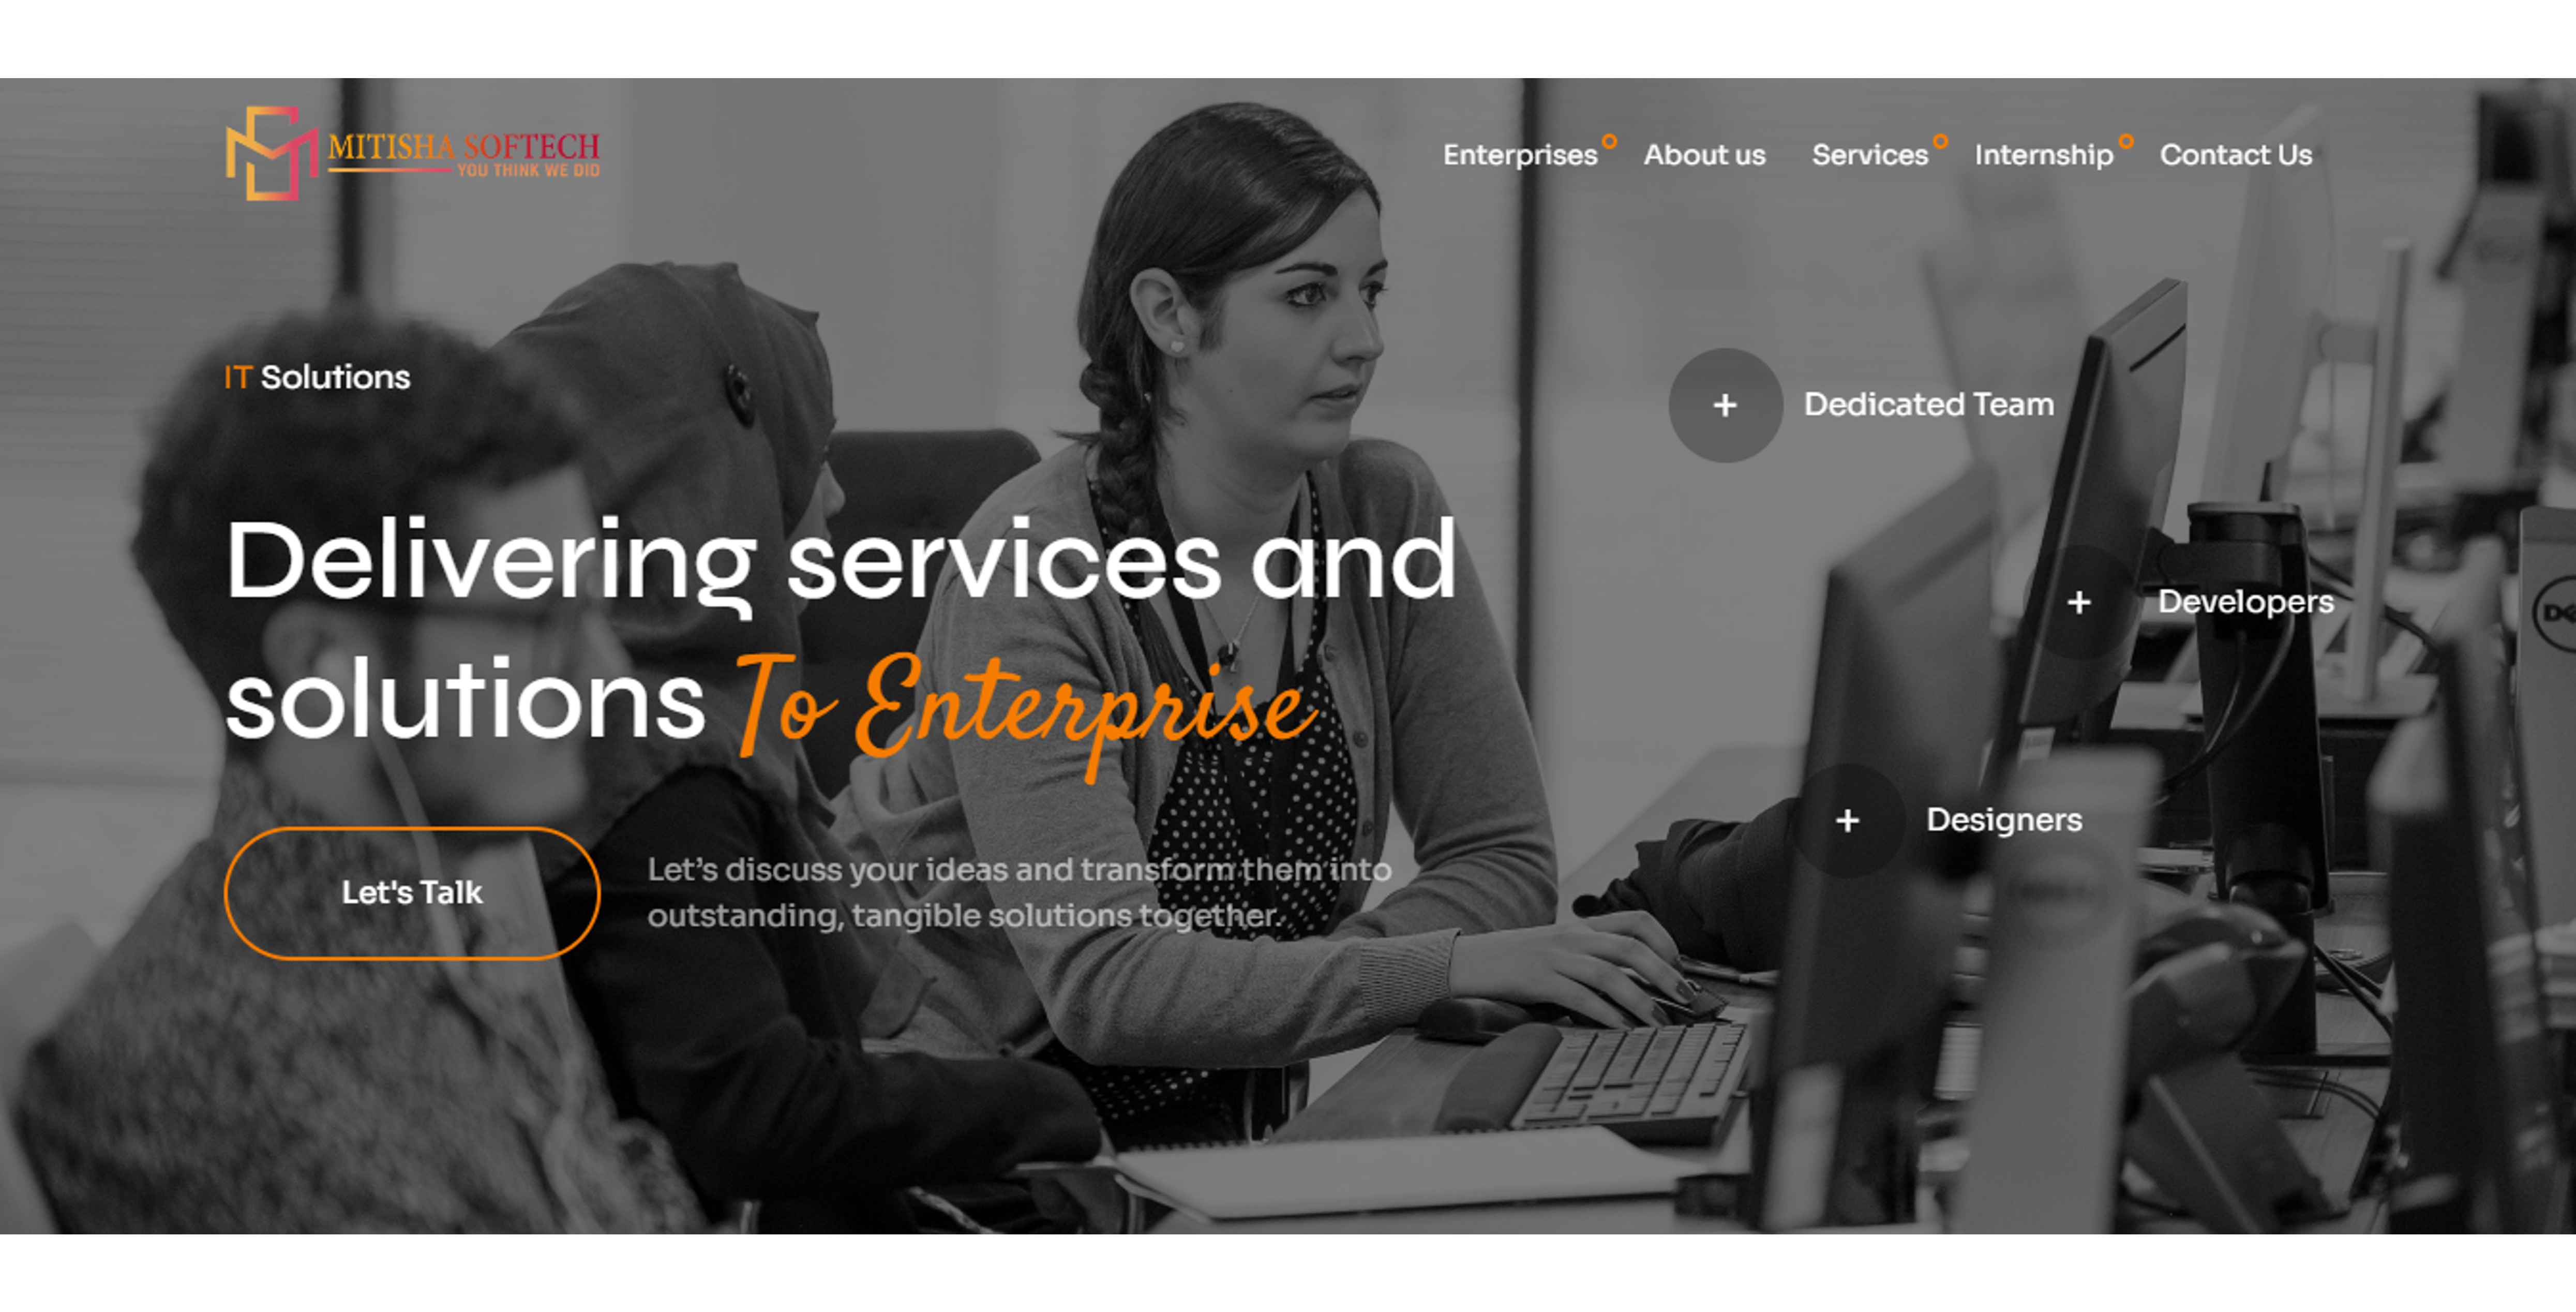 MITISHA SOFTECH
YOU THINK WE DID
Enterprises About us Services Internship Contact Us
IT Solutions
+ Dedicated Team
Delivering services and
+ Developers
solutions To Enterprise
+ Designers
Let's Talk
Let’s discuss your ideas and transform them into
outstanding, tangible solutions together.